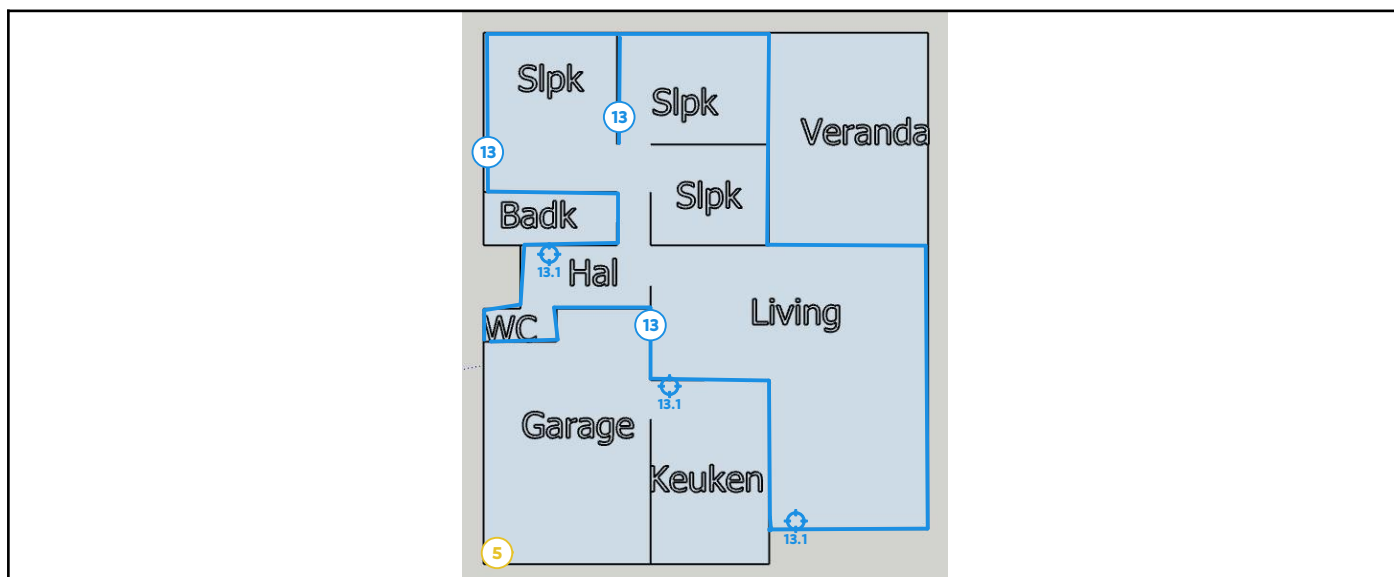 Slpk
Slpk
13
Veranda
13
Slpk
Badk
Hal
13.1
Living
WC
13
13.1
Garage
Keuken
13.1
5